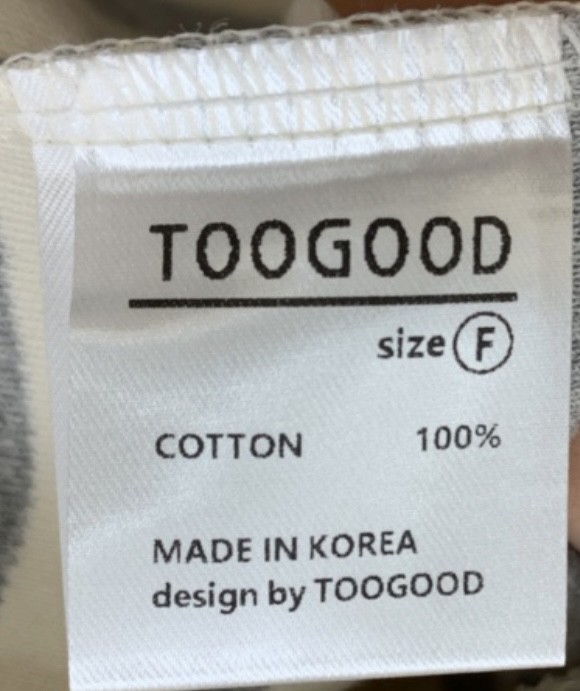 TOOGOOD
size F
COTTON 100%
MADE IN KOREA
design by TOOGOOD